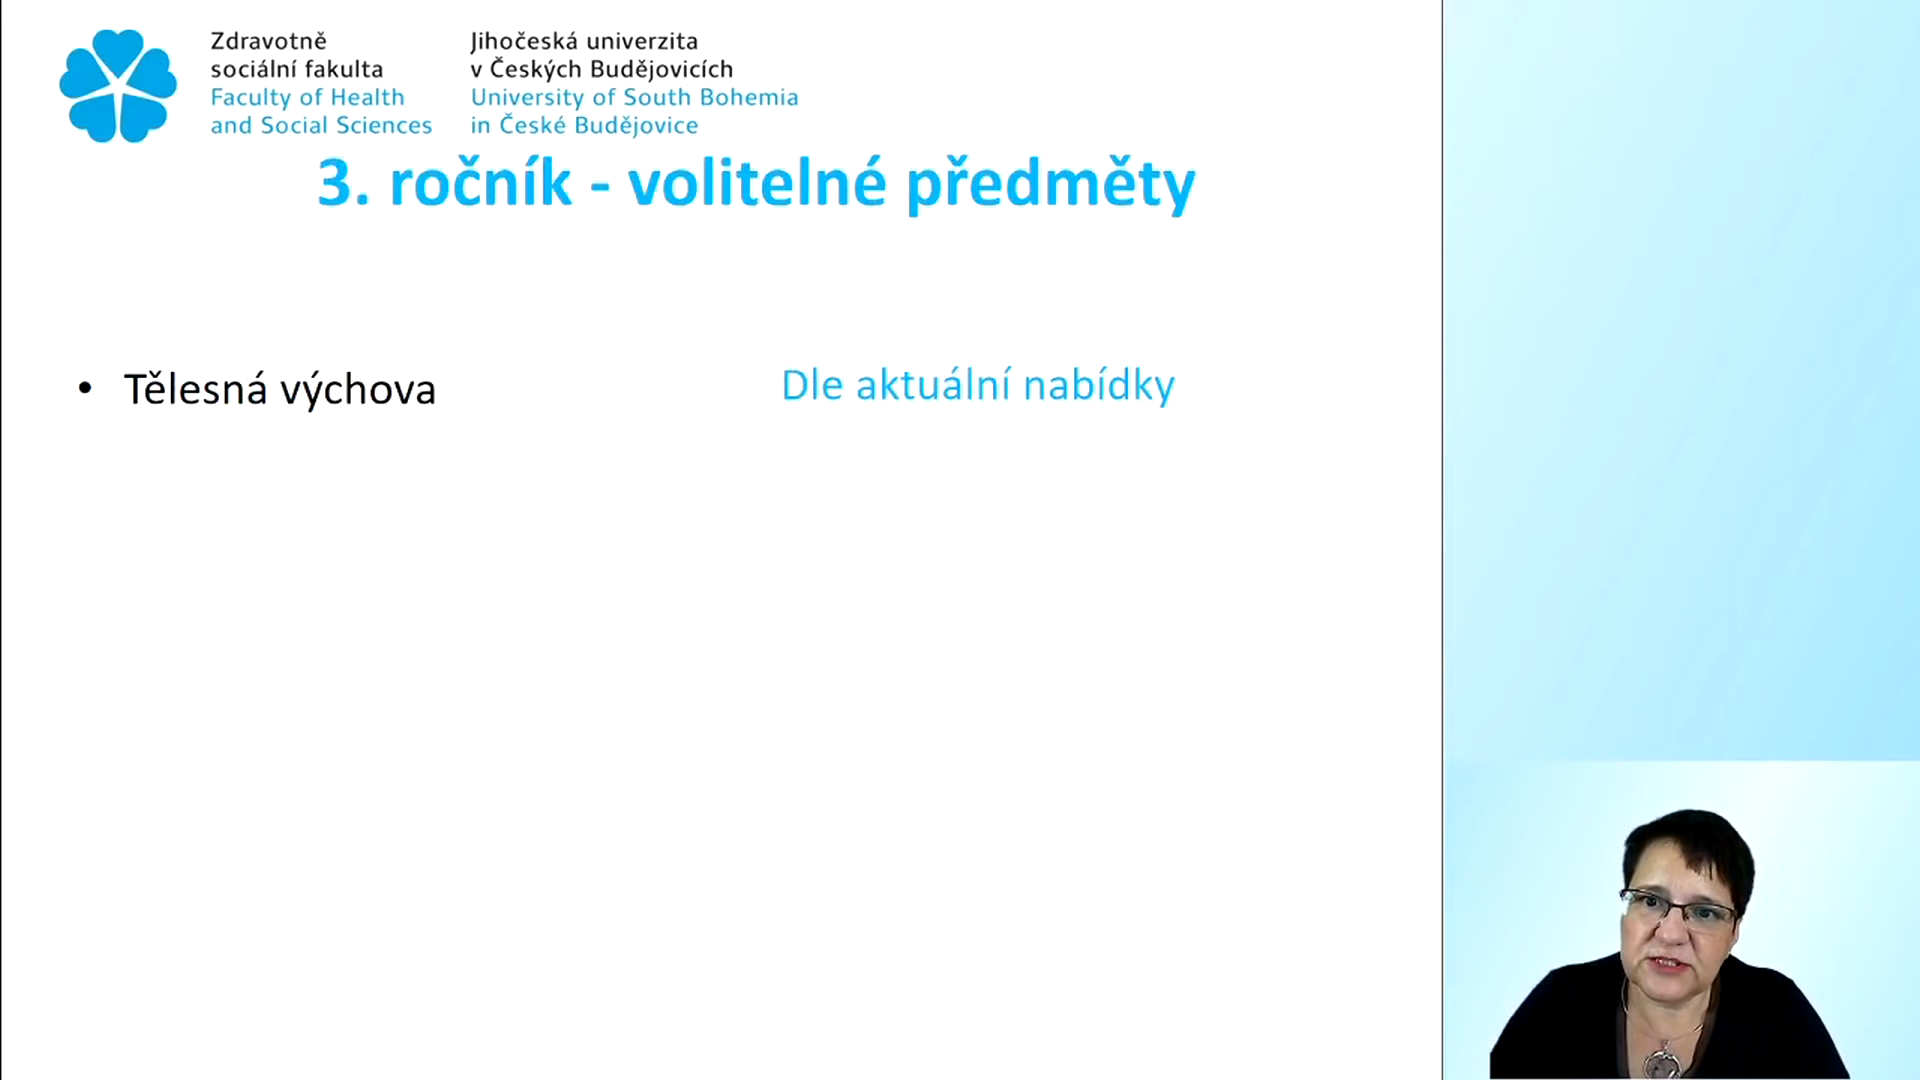 Zdravotně
sociální fakulta
Faculty of Health
and Social Sciences
Jihočeská univerzita
v Českých Budějovicích
University of South Bohemia
in České Budějovice
3. ročník - volitelné předměty
• Tělesná výchova
Dle aktuální nabídky